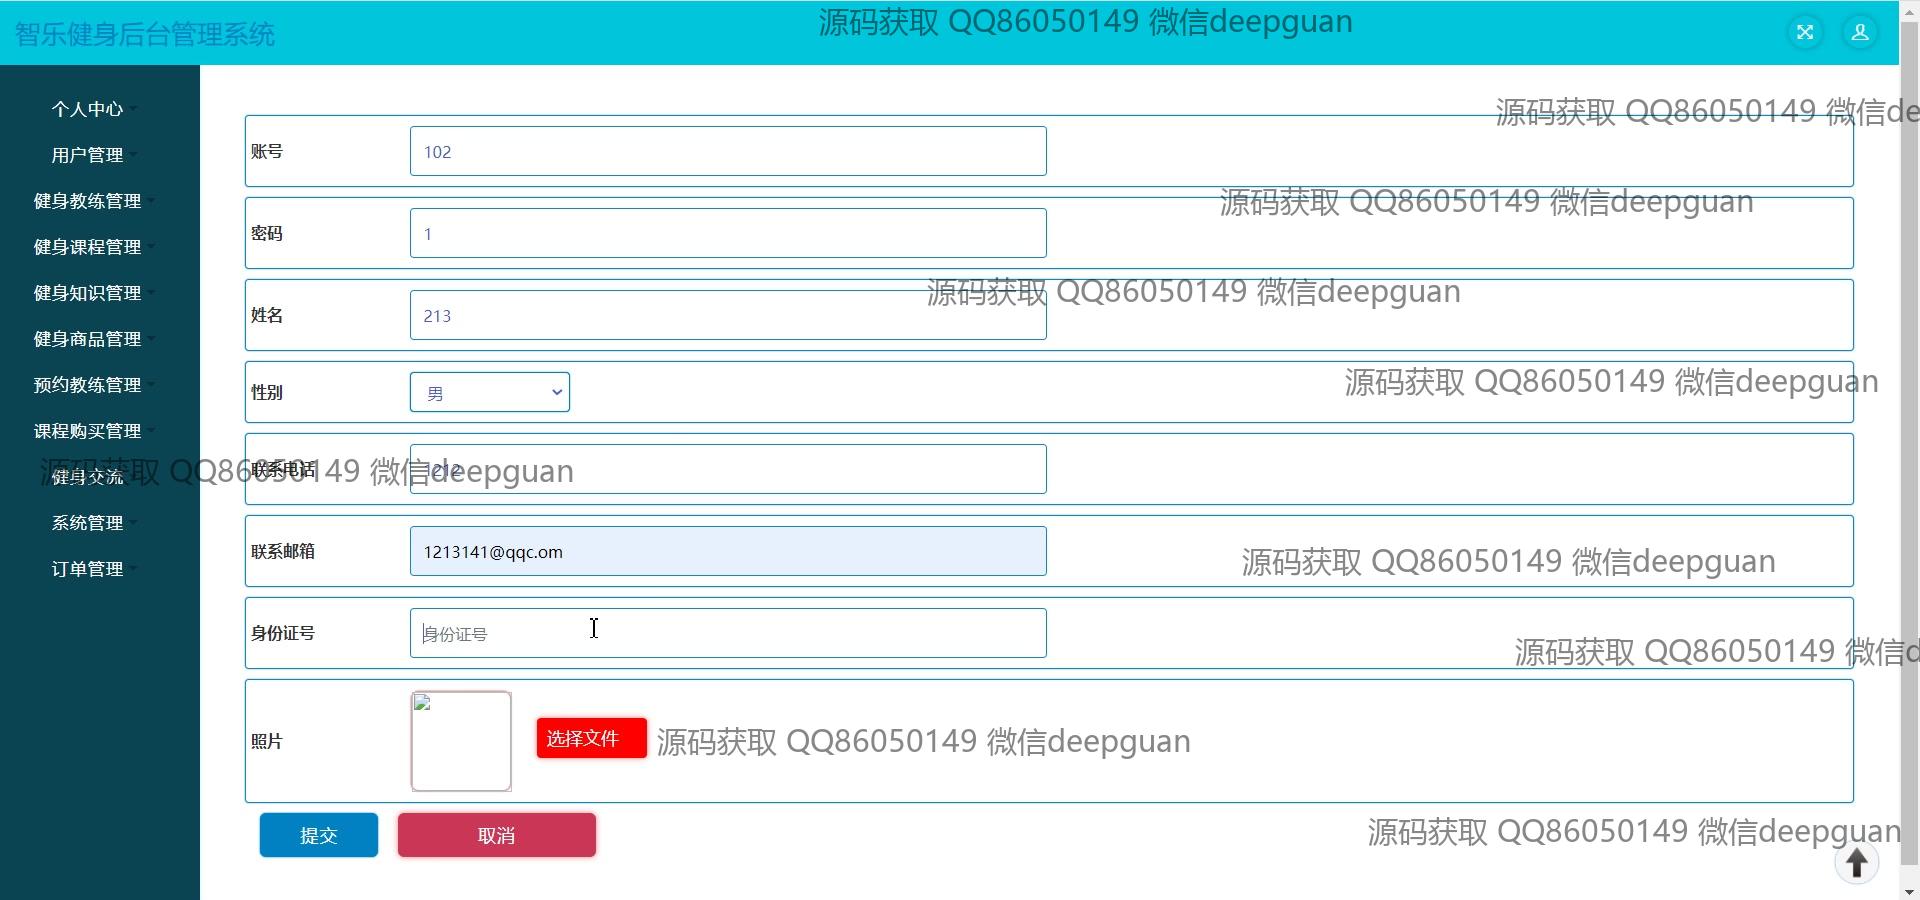 智乐健身后台管理系统
源码获取 QQ86050149 微信deepguan
个人中心
用户管理
健身教练管理
健身课程管理
健身知识管理
健身商品管理
预约教练管理
课程购买管理
健身交流
系统管理
订单管理
源码获取 QQ86050149 微信de
账号
102
源码获取 QQ86050149 微信deepguan
密码
1
源码获取 QQ86050149 微信deepguan
姓名
213
源码获取 QQ86050149 微信deepguan
性别
男
源码获取 QQ86050149 微信deepguan
联系电话
1212
联系邮箱
1213141@qqc.om
源码获取 QQ86050149 微信deepguan
身份证号
身份证号
源码获取 QQ86050149 微信d
照片
选择文件
源码获取 QQ86050149 微信deepguan
提交
取消
源码获取 QQ86050149 微信deepguan